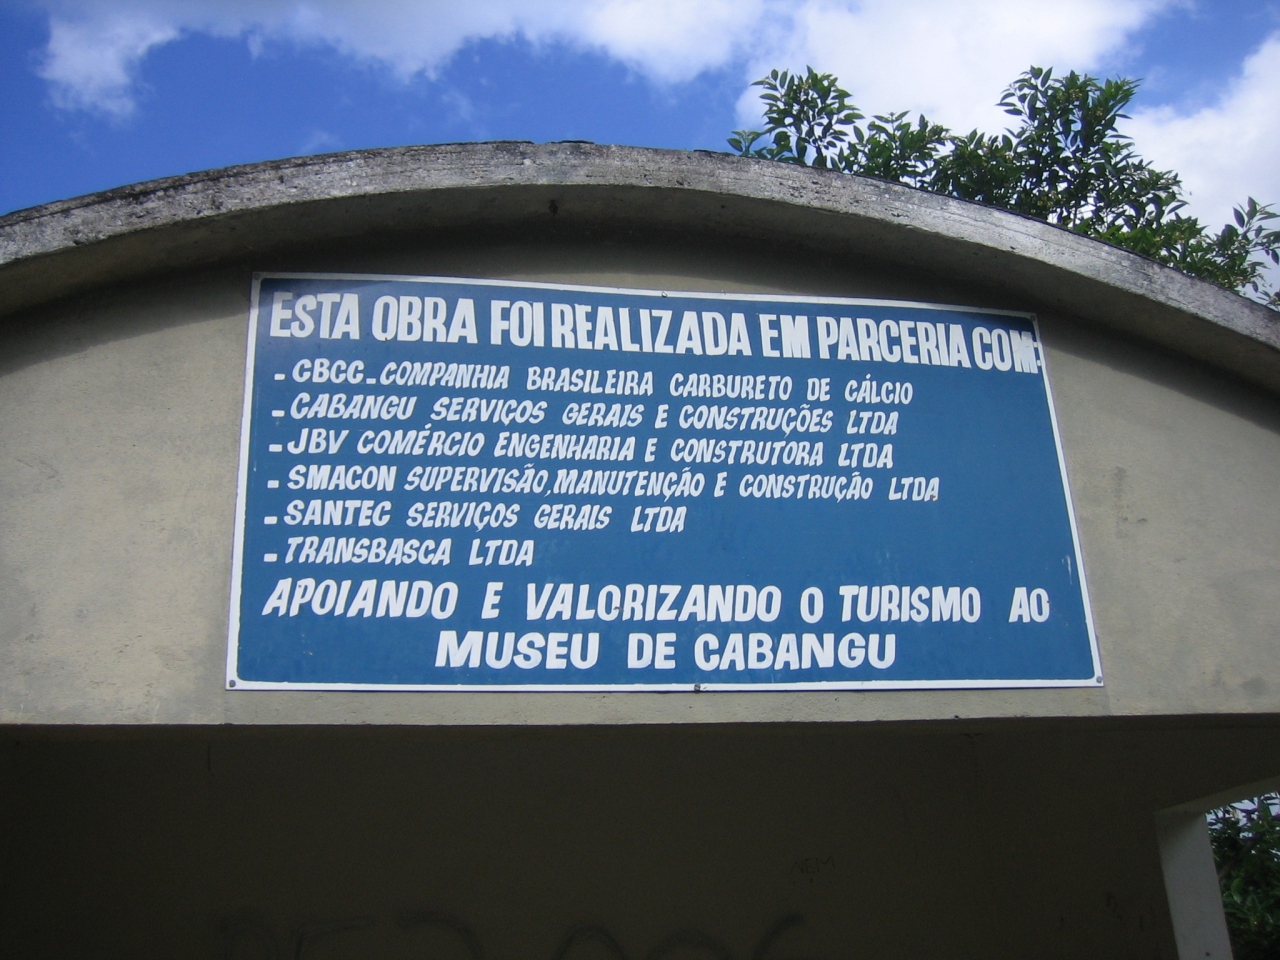 ESTA OBRA FOI REALIZADA EM PARCERIA COM:
- CBCC - COMPANHIA BRASILEIRA CARBURETO DE CÁLCIO
- CABANGU SERVIÇOS GERAIS E CONSTRUÇÕES LTDA
- JBV COMÉRCIO ENGENHARIA E CONSTRUTORA LTDA
- SMACON SUPERVISÃO, MANUTENÇÃO E CONSTRUÇÃO LTDA
- SANTEC SERVIÇOS GERAIS LTDA
- TRANSBASCA LTDA
APOIANDO E VALORIZANDO O TURISMO AO
MUSEU DE CABANGU